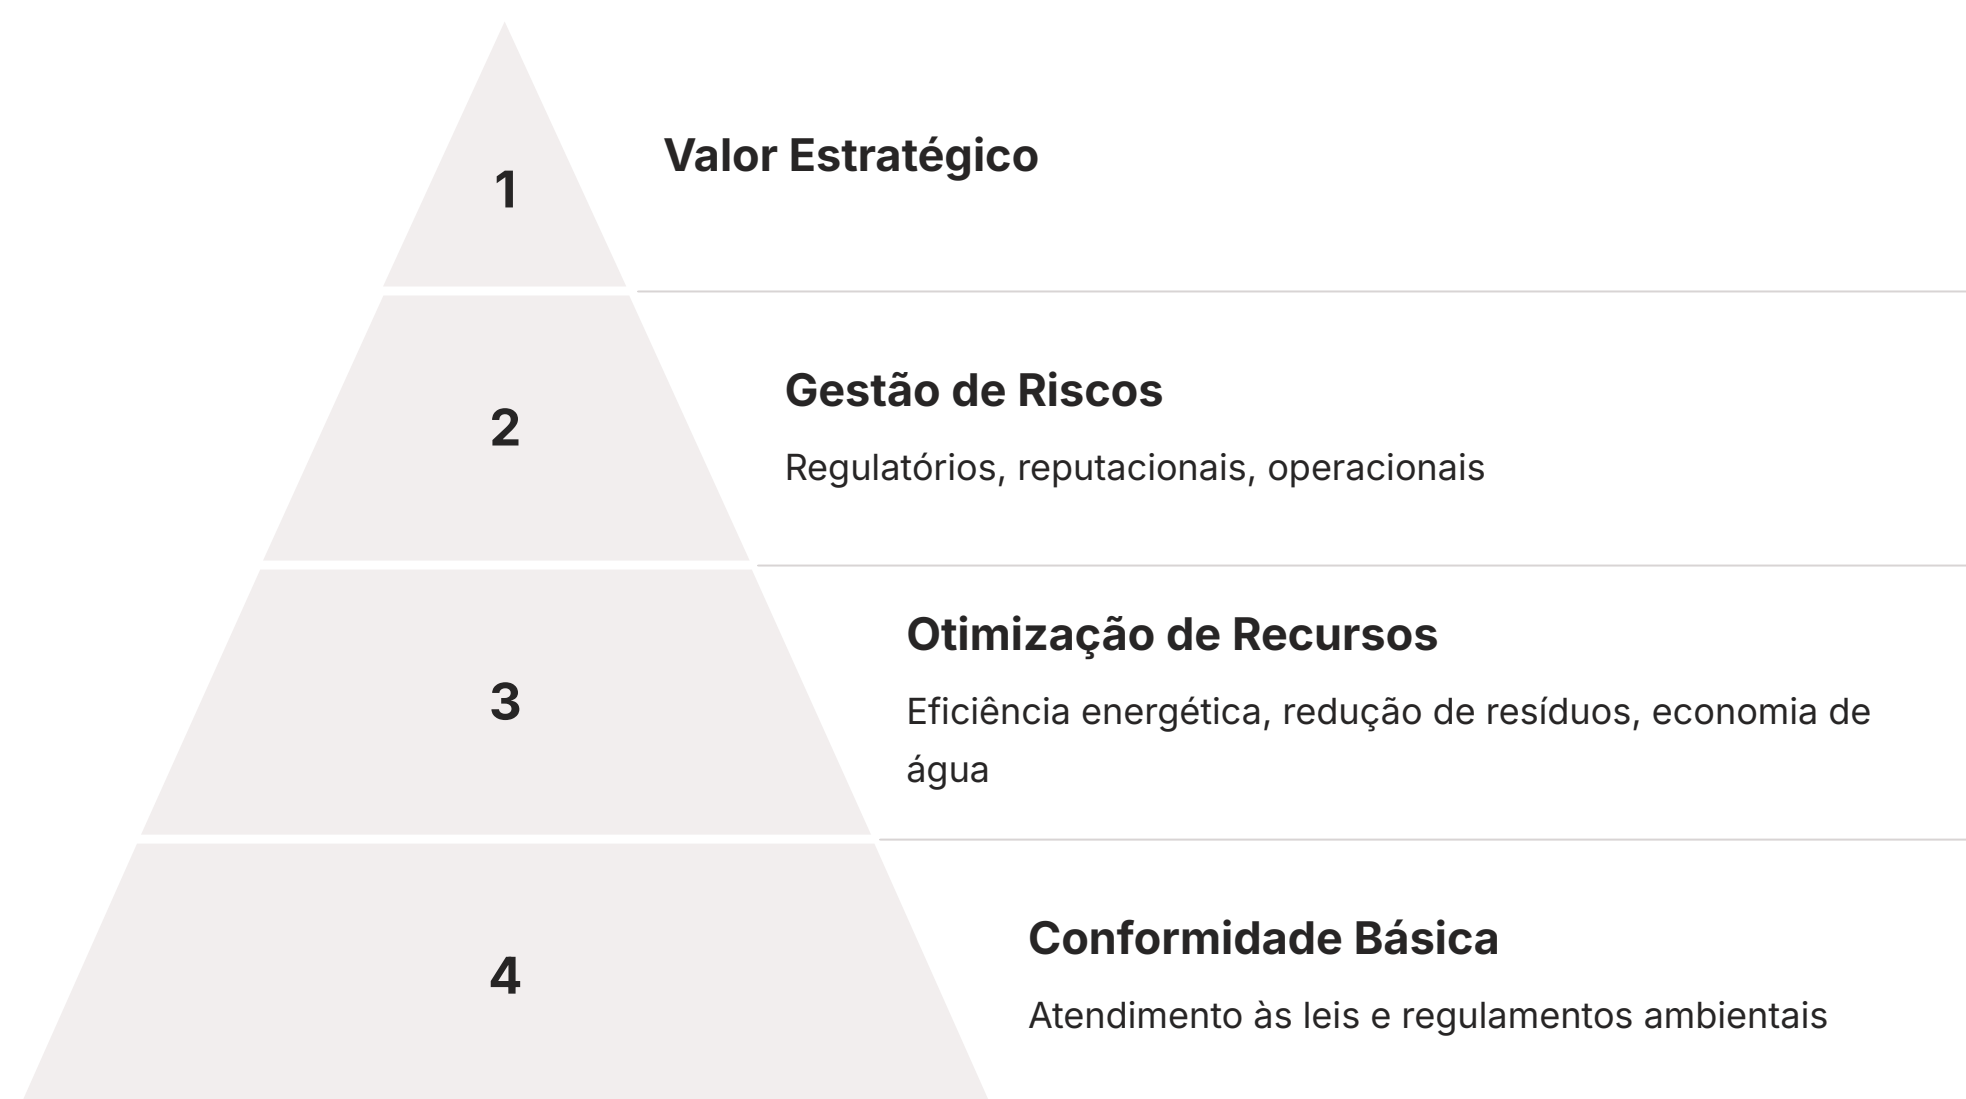 1
Valor Estratégico
2
Gestão de Riscos
Regulatórios, reputacionais, operacionais
3
Otimização de Recursos
Eficiência energética, redução de resíduos, economia de
água
4
Conformidade Básica
Atendimento às leis e regulamentos ambientais